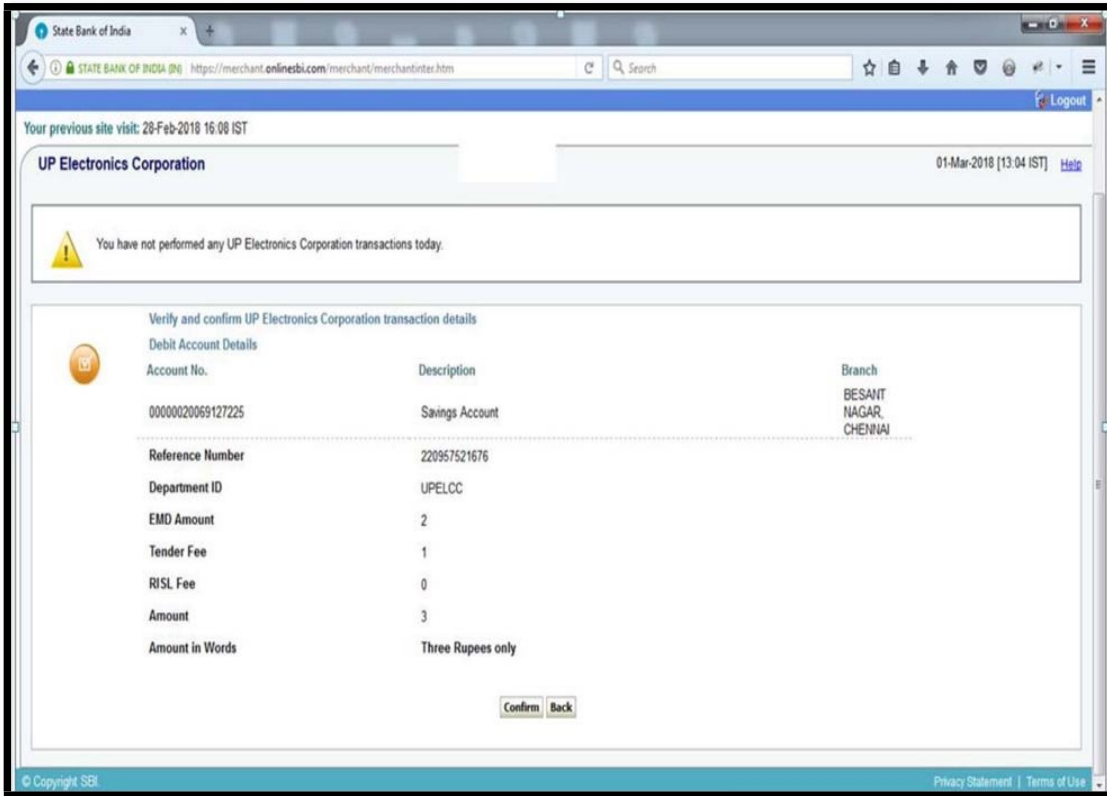 State Bank of India
STATE BANK OF INDIA (IN) https://merchant.onlinesbi.com/merchant/merchantinter.htm Search
Logout
Your previous site visit: 28-Feb-2018 16:08 IST
UP Electronics Corporation 01-Mar-2018 [13:04 IST] Help
You have not performed any UP Electronics Corporation transactions today.
Verify and confirm UP Electronics Corporation transaction details
Debit Account Details
Account No. Description Branch
00000020069127225 Savings Account BESANT
NAGAR,
CHENNAI
Reference Number 220957521676
Department ID UPELCC
EMD Amount 2
Tender Fee 1
RISL Fee 0
Amount 3
Amount in Words Three Rupees only
Confirm Back
© Copyright SBI. Privacy Statement | Terms of Use